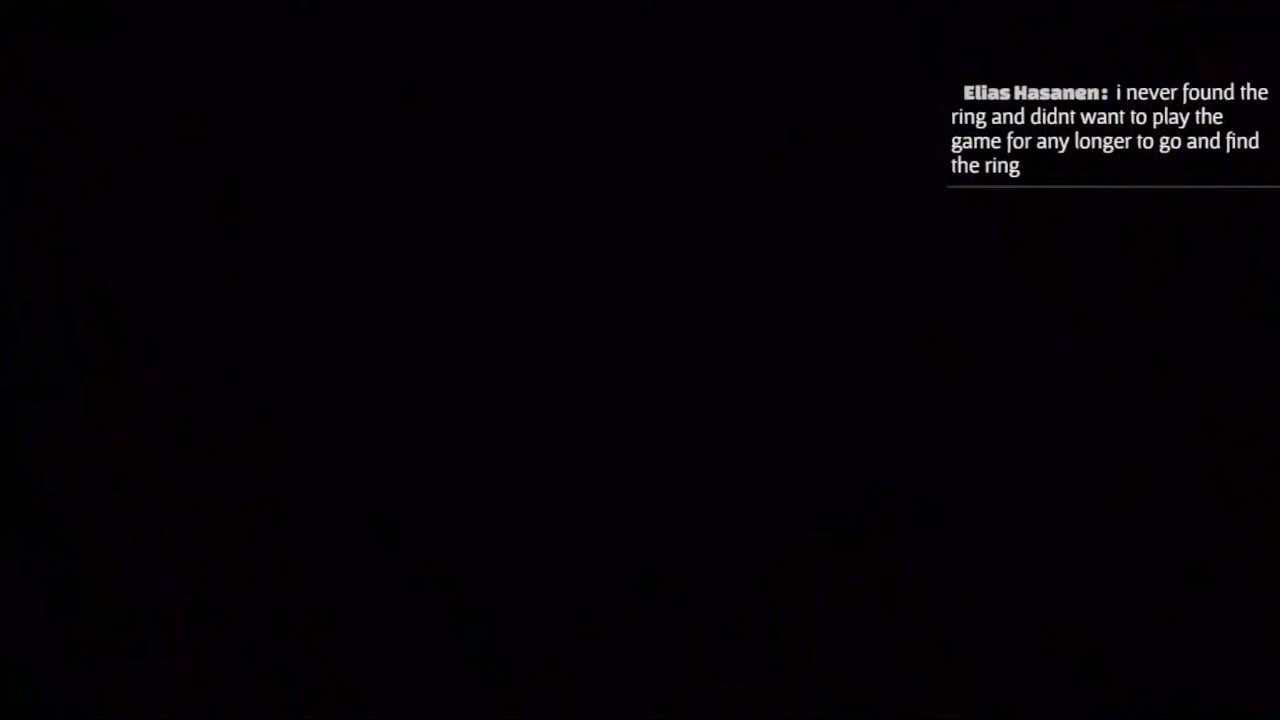 Elias Hasanen: i never found the
ring and didnt want to play the
game for any longer to go and find
the ring